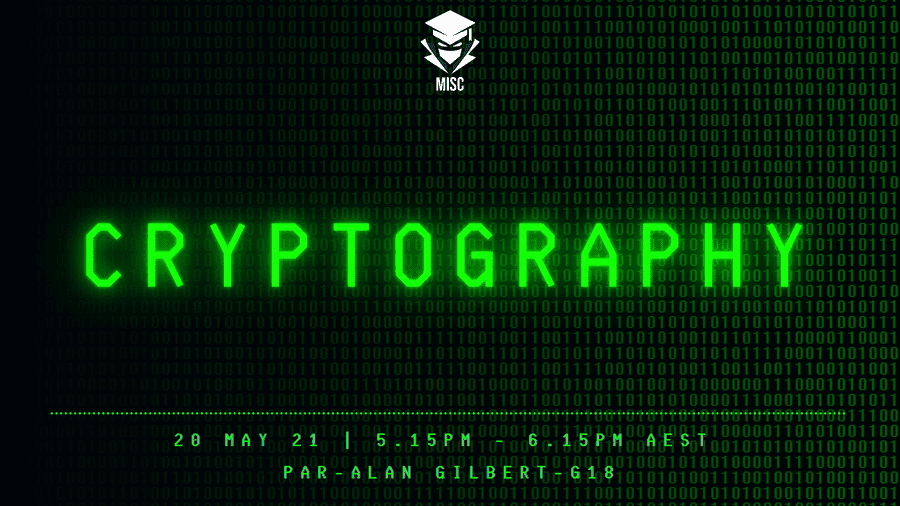 MISC
CRYPTOGRAPHY
20 MAY 21 | 5.15PM - 6.15PM AEST
PAR-ALAN GILBERT-G18